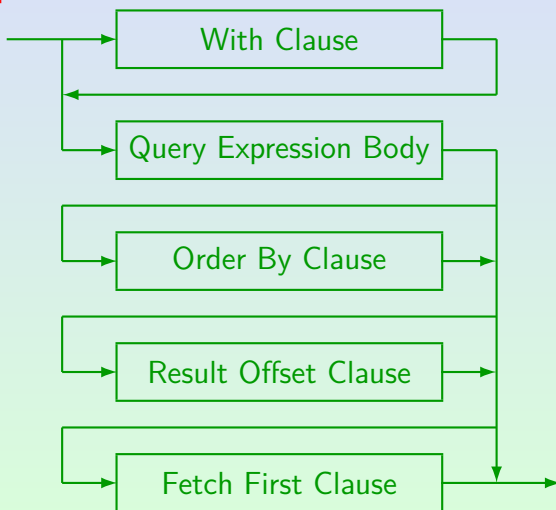 With Clause
Query Expression Body
Order By Clause
Result Offset Clause
Fetch First Clause